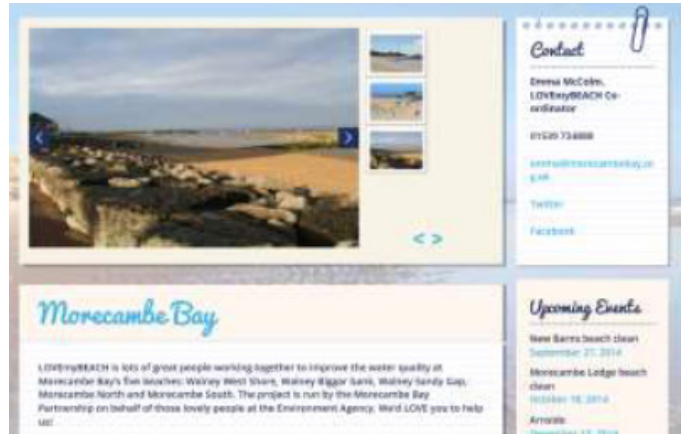 Contact
Emma McColm,
LOVEmyBEACH Co-
ordinator
01539 734888
emma@morecambebay.or
g.uk
Twitter
Facebook
< >
Morecambe Bay
LOVEmyBEACH is lots of great people working together to improve the water quality at
Morecambe Bay's five beaches: Walney West Shore, Walney Biggar Bank, Walney Sandy Gap,
Morecambe North and Morecambe South. The project is run by the Morecambe Bay
Partnership on behalf of those lovely people at the Environment Agency. We'd LOVE you to help
us!
Upcoming Events
New Barns beach clean
September 27, 2014
Morecambe Lodge beach
clean
October 18, 2014
Arnside